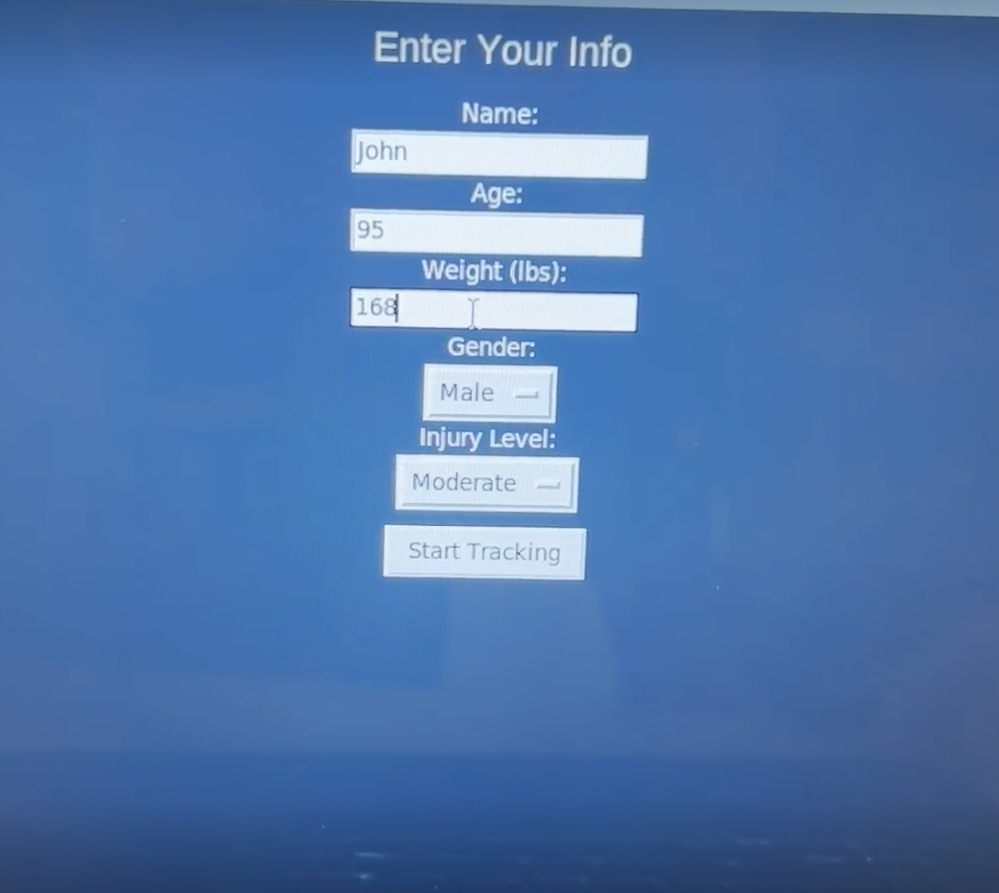 Enter Your Info
Name:
John
Age:
95
Weight (lbs):
168
Gender:
Male
Injury Level:
Moderate
Start Tracking